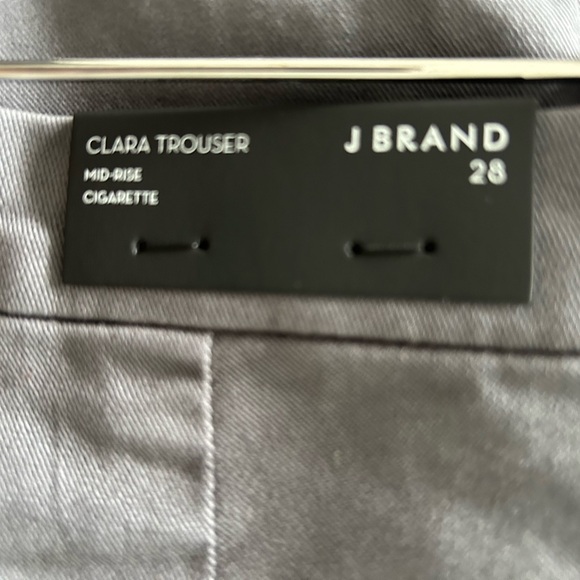 CLARA TROUSER
MID-RISE
CIGARETTE
J BRAND
28